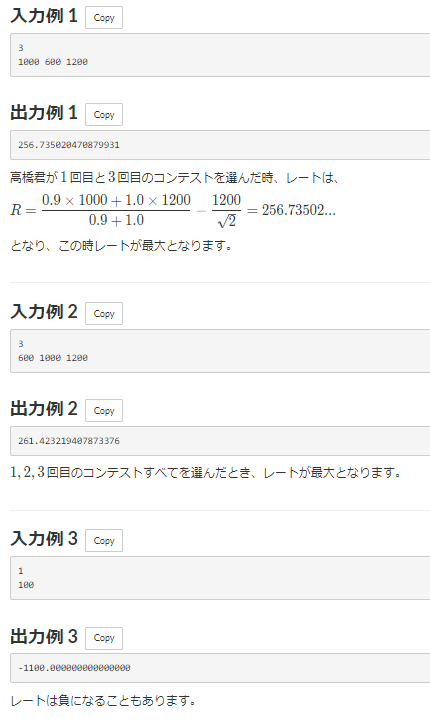 入力例 1 Copy
3
1000 600 1200
出力例 1 Copy
256.735020470879931
高橋君が 1 回目と 3 回目のコンテストを選んだ時、レートは、
R = (0.9 × 1000 + 1.0 × 1200) / (0.9 + 1.0) − 1200 / √2 = 256.73502...
となり、この時レートが最大となります。
入力例 2 Copy
3
600 1000 1200
出力例 2 Copy
261.423219407873376
1, 2, 3 回目のコンテストすべてを選んだとき、レートが最大となります。
入力例 3 Copy
1
100
出力例 3 Copy
-1100.000000000000000
レートは負になることもあります。